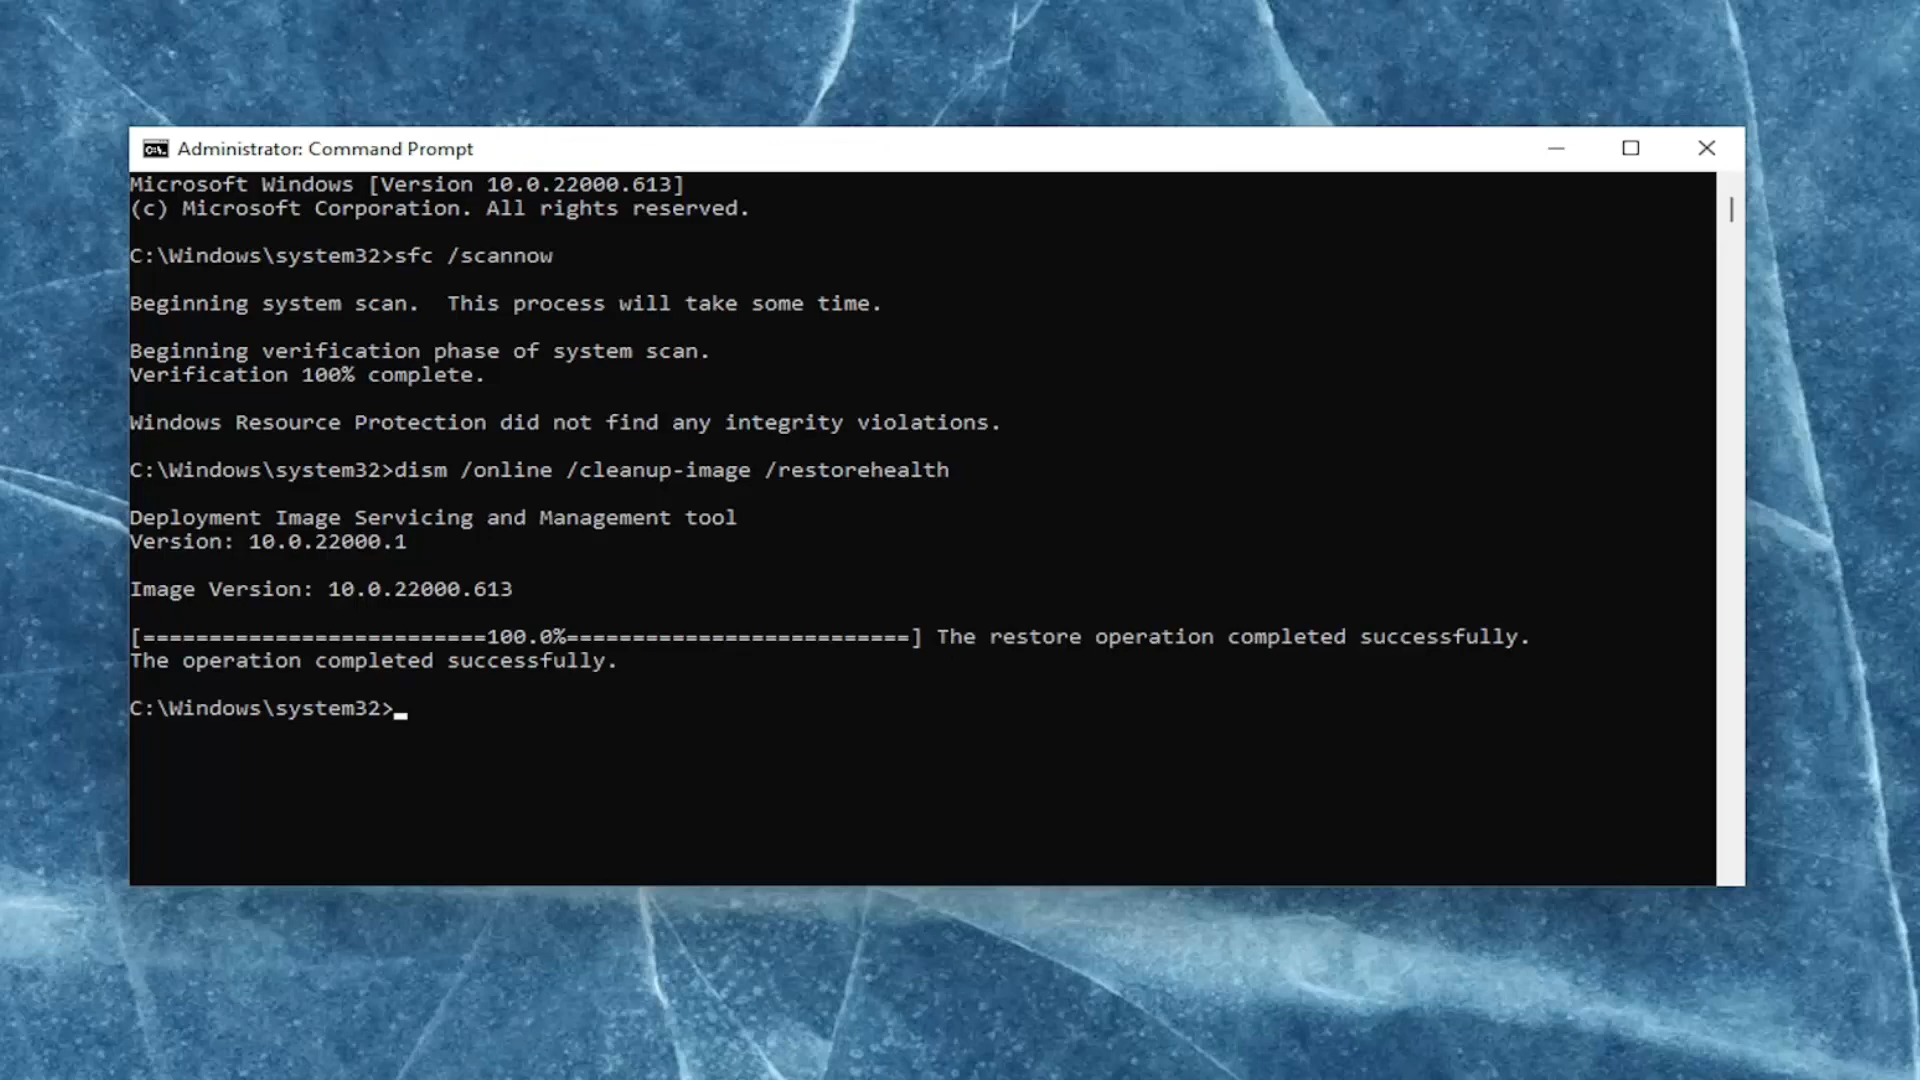 Administrator: Command Prompt
Microsoft Windows [Version 10.0.22000.613]
(c) Microsoft Corporation. All rights reserved.
C:\Windows\system32>sfc /scannow
Beginning system scan.  This process will take some time.
Beginning verification phase of system scan.
Verification 100% complete.
Windows Resource Protection did not find any integrity violations.
C:\Windows\system32>dism /online /cleanup-image /restorehealth
Deployment Image Servicing and Management tool
Version: 10.0.22000.1
Image Version: 10.0.22000.613
[==========================100.0%==========================] The restore operation completed successfully.
The operation completed successfully.
C:\Windows\system32>